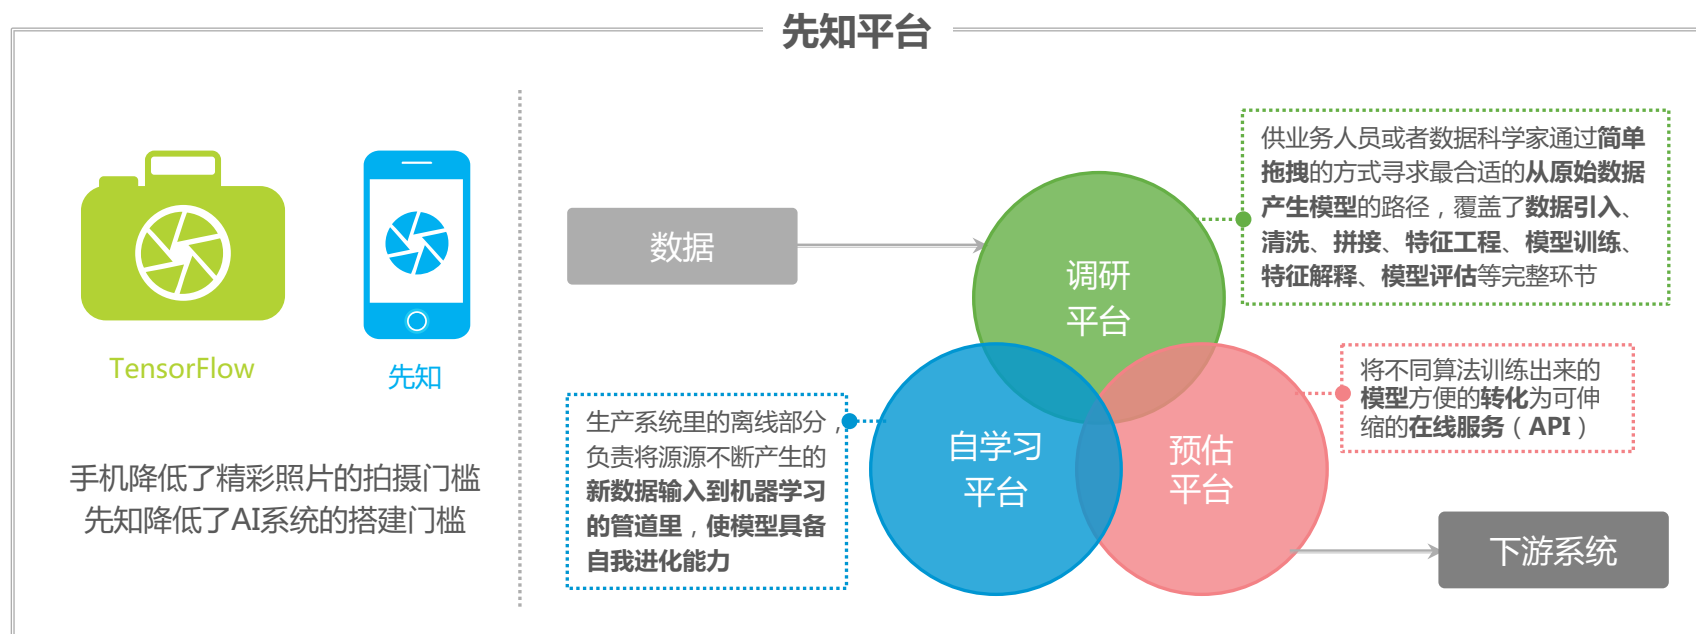 先知平台
TensorFlow
先知
手机降低了精彩照片的拍摄门槛
先知降低了AI系统的搭建门槛
数据
调研
平台
供业务人员或者数据科学家通过简单
拖拽的方式寻求最合适的从原始数据
产生模型的路径，覆盖了数据引入、
清洗、拼接、特征工程、模型训练、
特征解释、模型评估等完整环节
自学习
平台
生产系统里的离线部分，
负责将源源不断产生的
新数据输入到机器学习
的管道里，使模型具备
自我进化能力
预估
平台
将不同算法训练出来的
模型方便的转化为可伸
缩的在线服务（API）
下游系统